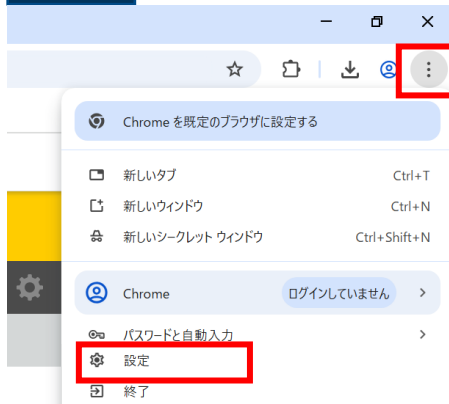 Chrome を既定のブラウザに設定する
新しいタブ Ctrl+T
新しいウィンドウ Ctrl+N
新しいシークレット ウィンドウ Ctrl+Shift+N
Chrome ログインしていません
パスワードと自動入力
設定
終了